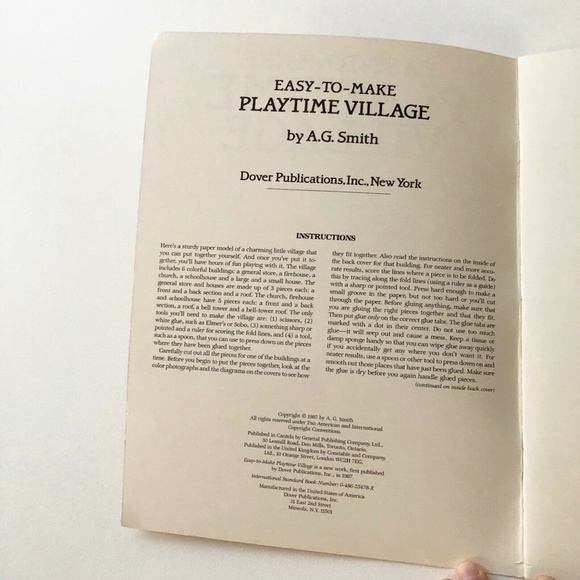 EASY-TO-MAKE
PLAYTIME VILLAGE
by A.G. Smith
Dover Publications, Inc., New York
INSTRUCTIONS
Here's a sturdy paper model of a charming little village that
you can put together yourself. And once you've put it to-
gether, you'll have hours of fun playing with it. The village
includes 6 colorful buildings: a general store, a firehouse, a
church, a schoolhouse and a large and small house. The
general store and houses are made up of 3 pieces each: a
front and a back section and a roof. The church, firehouse
and schoolhouse have 5 pieces each: a front and a back
section, a roof, a bell tower and a bell-tower roof. The only
tools you'll need to make the village are: (1) scissors, (2)
white glue, such as Elmer's or Sobo, (3) something sharp or
pointed and a ruler for scoring the fold lines, and (4) a tool,
such as a spoon, that you can use to press down on the pieces
where they have been glued together.
Carefully cut out all the pieces for one of the buildings at a
time. Before you begin to put the pieces together, look at the
color photographs and the diagrams on the covers to see how
they fit together. Also read the instructions on the inside of
the back cover for that building. For neater and more accu-
rate results, score the lines where a piece is to be folded. Do
this by tracing along the fold lines (using a ruler as a guide)
with a sharp or pointed tool. Press hard enough to make a
small groove in the paper, but not too hard or you'll cut
through the paper. Before gluing anything, make sure that
you are gluing the right pieces together and that they fit.
Then put glue only on the correct glue tabs. The glue tabs are
marked with a dot in their center. Do not use too much
glue—it will seep out and cause a mess. Keep a tissue or
damp sponge handy so that you can wipe glue away quickly
if you accidentally get any where you don't want it. For
neater results, use a spoon or other tool to press down on and
smooth out those places that have just been glued. Make sure
the glue is dry before you again handle glued pieces.
(continued on inside back cover)
Copyright © 1987 by A. G. Smith
All rights reserved under Pan American and International
Copyright Conventions.
Published in Canada by General Publishing Company, Ltd.,
30 Lesmill Road, Don Mills, Toronto, Ontario.
Published in the United Kingdom by Constable and Company,
Ltd., 10 Orange Street, London WC2H 7EG.
Easy-to-Make Playtime Village is a new work, first published
by Dover Publications, Inc., in 1987.
International Standard Book Number: 0-486-25478-X
Manufactured in the United States of America
Dover Publications, Inc.
31 East 2nd Street
Mineola, N.Y. 11501